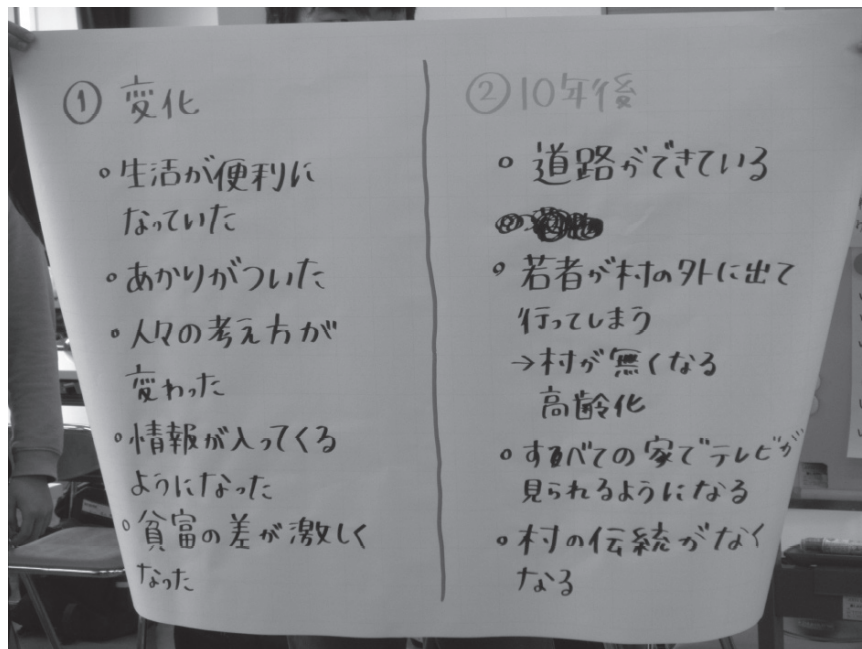 ① 変化
・生活が便利に
なっていた
・あかりがついた
・人々の考え方が
変わった
・情報が入ってくる
ようになった
・貧富の差が激しく
なった
② 10年後
・道路ができている
・若者が村の外に出て
行ってしまう
→村が無くなる
高齢化
・すべての家でテレビが
見られるようになる
・村の伝統がなく
なる